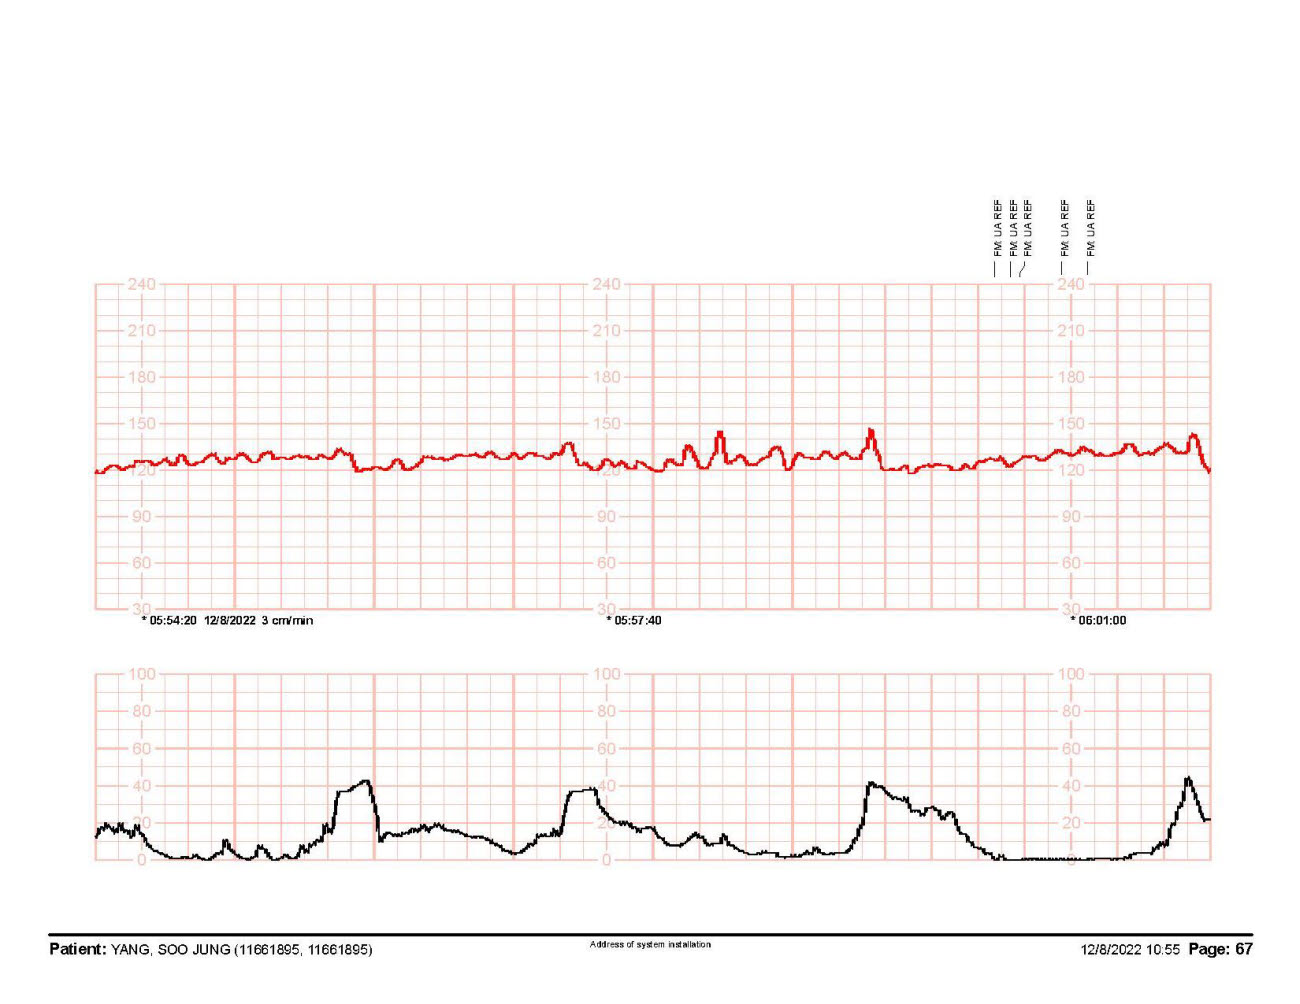 FM: UA REF
FM: UA REF
FM: UA REF
FM: UA REF
FM: UA REF
240 240 240
210 210 210
180 180 180
150 150 150
120 120 120
90 90 90
60 60 60
30 30 30
* 05:54:20 12/8/2022 3 cm/min * 05:57:40 * 06:01:00
100 100 100
80 80 80
60 60 60
40 40 40
20 20 20
0 0 0
Patient: YANG, SOO JUNG (11661895, 11661895) Address of system installation 12/8/2022 10:55 Page: 67